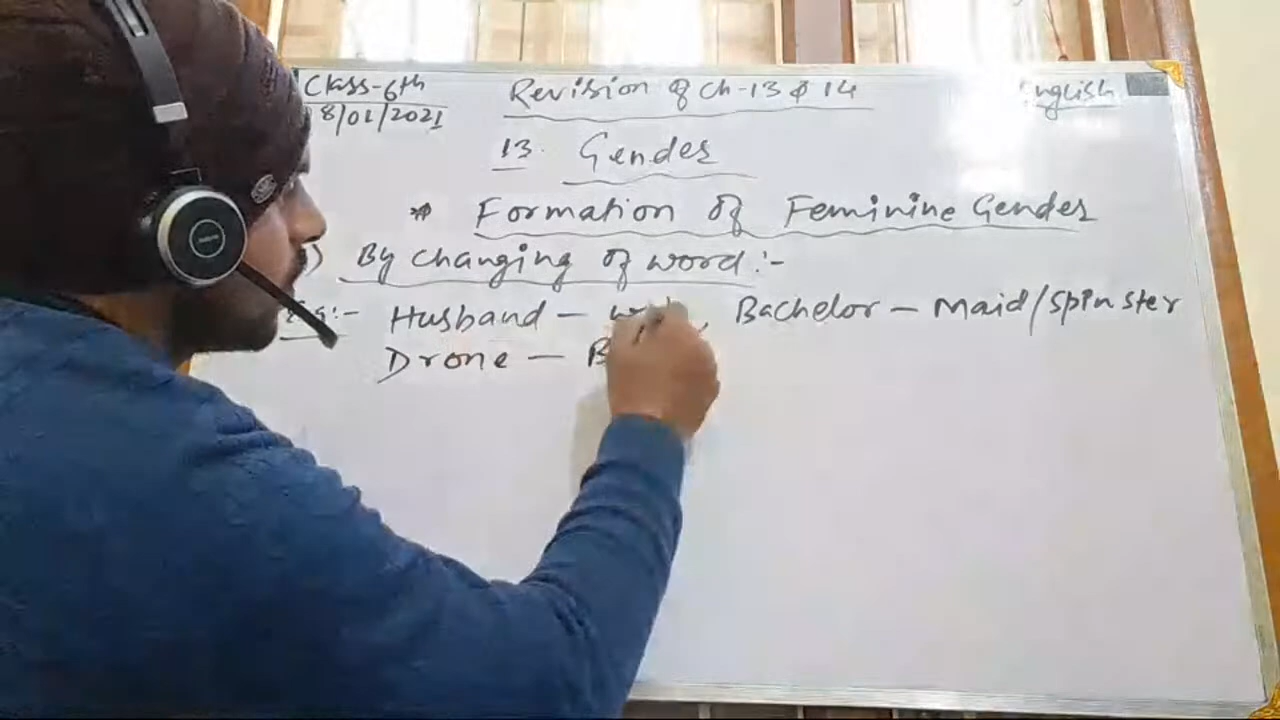 Class-6th
Revision of Ch-13 & 14
English
8/01/2021
13. Gender
* Formation of Feminine Gender
) By changing of word:-
Eg:- Husband - , Bachelor - Maid/Spinster
Drone -